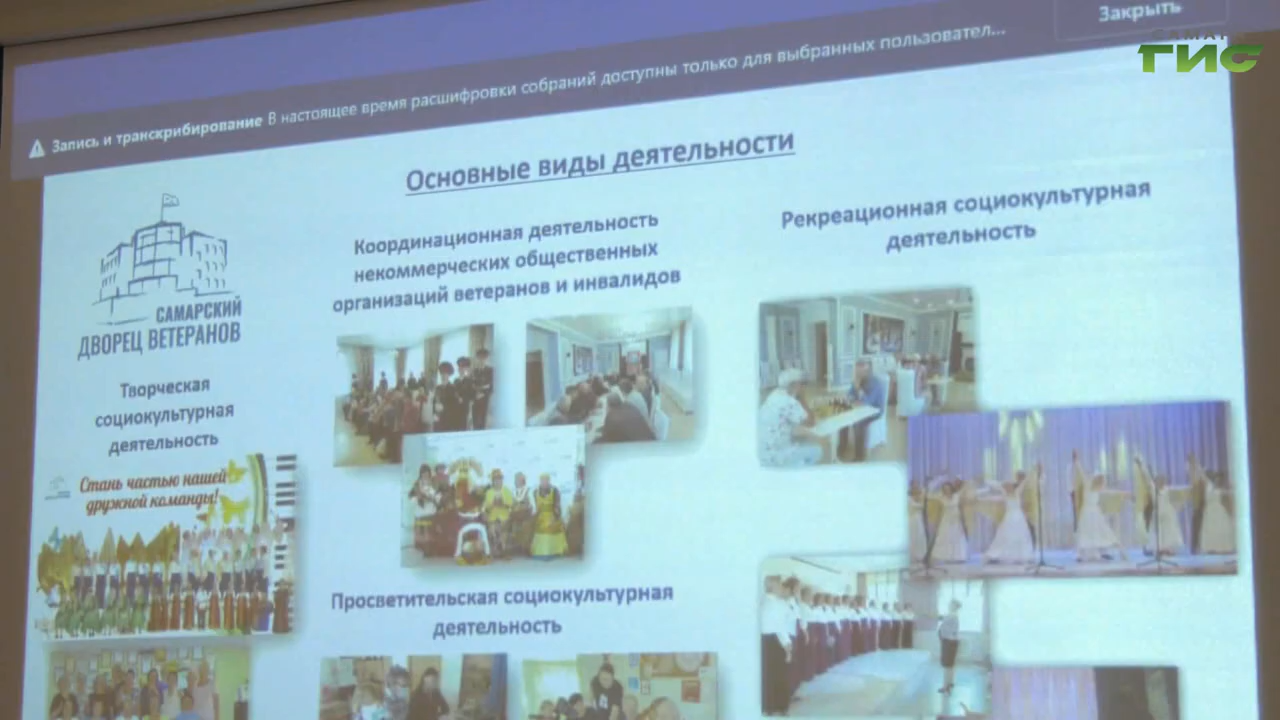 Закрыть
ГИС
Запись и транскрибирование В настоящее время расшифровки собраний доступны только для выбранных пользовател...
Основные виды деятельности
САМАРСКИЙ
ДВОРЕЦ ВЕТЕРАНОВ
Творческая
социокультурная
деятельность
Стань частью нашей
дружной команды!
Координационная деятельность
некоммерческих общественных
организаций ветеранов и инвалидов
Просветительская социокультурная
деятельность
Рекреационная социокультурная
деятельность